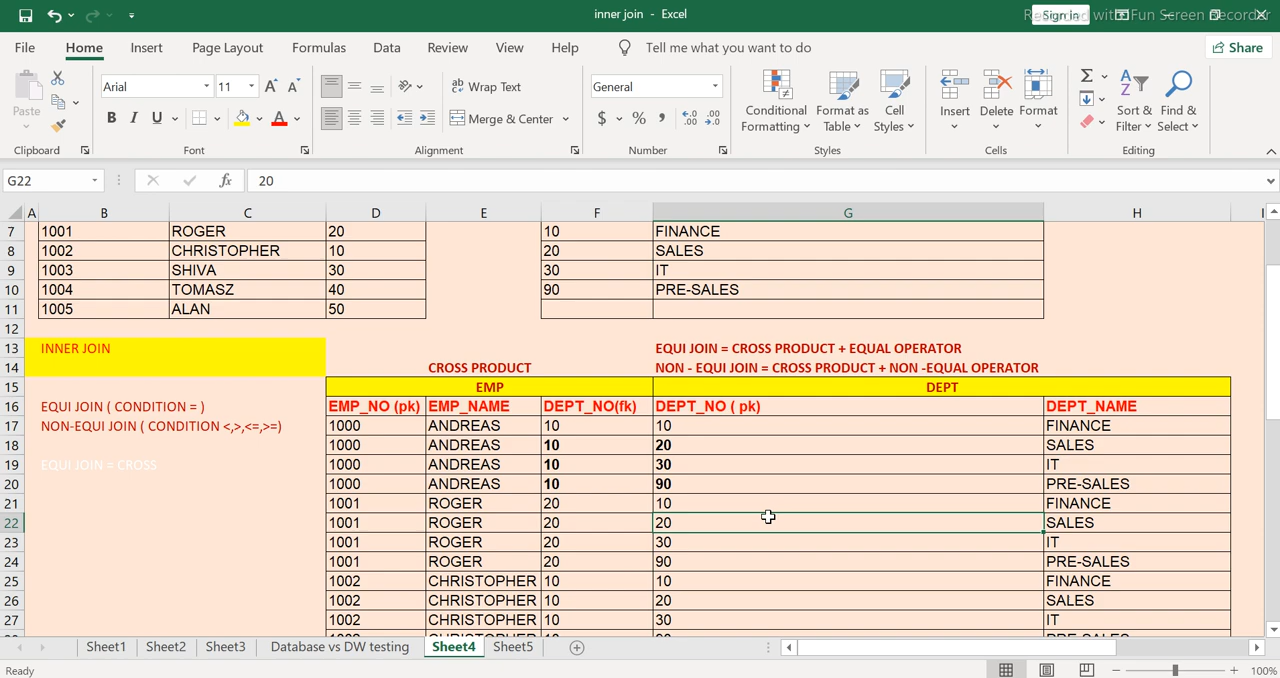 inner join - Excel
Sign in
Recorded with Fun Screen Recorder
File Home Insert Page Layout Formulas Data Review View Help Tell me what you want to do Share
Paste Arial 11 Wrap Text General Conditional Formatting Format as Table Cell Styles Insert Delete Format Sort & Filter Find & Select
B I U Merge & Center $ %
Clipboard Font Alignment Number Styles Cells Editing
G22 fx 20
A B C D E F G H I
7 1001 ROGER 20 10 FINANCE
8 1002 CHRISTOPHER 10 20 SALES
9 1003 SHIVA 30 30 IT
10 1004 TOMASZ 40 90 PRE-SALES
11 1005 ALAN 50
12
13 INNER JOIN EQUI JOIN = CROSS PRODUCT + EQUAL OPERATOR
14 CROSS PRODUCT NON - EQUI JOIN = CROSS PRODUCT + NON -EQUAL OPERATOR
15 EMP DEPT
16 EQUI JOIN ( CONDITION = ) EMP_NO (pk) EMP_NAME DEPT_NO(fk) DEPT_NO ( pk) DEPT_NAME
17 NON-EQUI JOIN ( CONDITION <,>,<=,>=) 1000 ANDREAS 10 10 FINANCE
18 1000 ANDREAS 10 20 SALES
19 EQUI JOIN = CROSS 1000 ANDREAS 10 30 IT
20 1000 ANDREAS 10 90 PRE-SALES
21 1001 ROGER 20 10 FINANCE
22 1001 ROGER 20 20 SALES
23 1001 ROGER 20 30 IT
24 1001 ROGER 20 90 PRE-SALES
25 1002 CHRISTOPHER 10 10 FINANCE
26 1002 CHRISTOPHER 10 20 SALES
27 1002 CHRISTOPHER 10 30 IT
Sheet1 Sheet2 Sheet3 Database vs DW testing Sheet4 Sheet5
Ready 100%